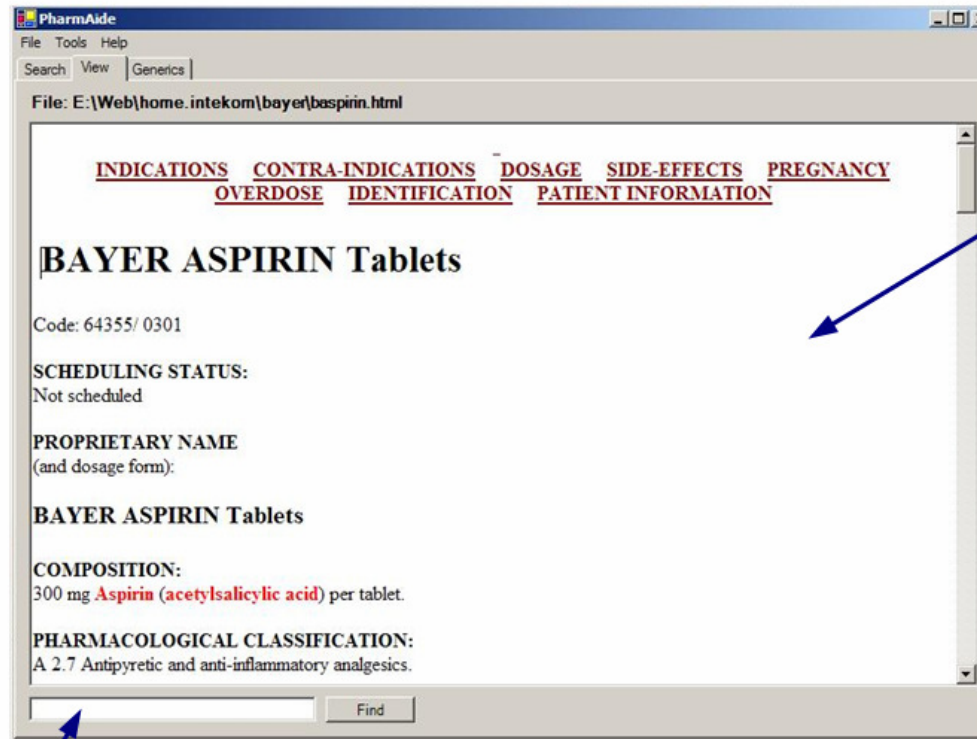 PharmAide
File Tools Help
Search View Generics
File: E:\Web\home.intekom\bayer\baspirin.html
INDICATIONS CONTRA-INDICATIONS DOSAGE SIDE-EFFECTS PREGNANCY
OVERDOSE IDENTIFICATION PATIENT INFORMATION
BAYER ASPIRIN Tablets
Code: 64355/ 0301
SCHEDULING STATUS:
Not scheduled
PROPRIETARY NAME
(and dosage form):
BAYER ASPIRIN Tablets
COMPOSITION:
300 mg Aspirin (acetylsalicylic acid) per tablet.
PHARMACOLOGICAL CLASSIFICATION:
A 2.7 Antipyretic and anti-inflammatory analgesics.
Find